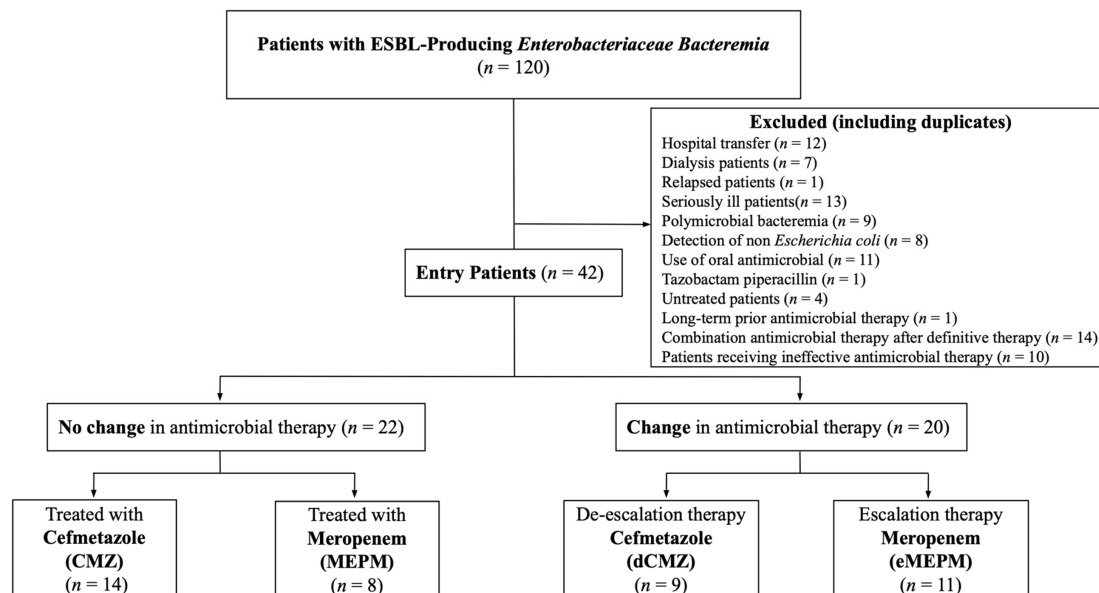 Patients with ESBL-Producing Enterobacteriaceae Bacteremia
(n = 120)
Excluded (including duplicates)
Hospital transfer (n = 12)
Dialysis patients (n = 7)
Relapsed patients (n = 1)
Seriously ill patients(n = 13)
Polymicrobial bacteremia (n = 9)
Detection of non Escherichia coli (n = 8)
Use of oral antimicrobial (n = 11)
Tazobactam piperacillin (n = 1)
Untreated patients (n = 4)
Long-term prior antimicrobial therapy (n = 1)
Combination antimicrobial therapy after definitive therapy (n = 14)
Patients receiving ineffective antimicrobial therapy (n = 10)
Entry Patients (n = 42)
No change in antimicrobial therapy (n = 22)
Change in antimicrobial therapy (n = 20)
Treated with
Cefmetazole
(CMZ)
(n = 14)
Treated with
Meropenem
(MEPM)
(n = 8)
De-escalation therapy
Cefmetazole
(dCMZ)
(n = 9)
Escalation therapy
Meropenem
(eMEPM)
(n = 11)